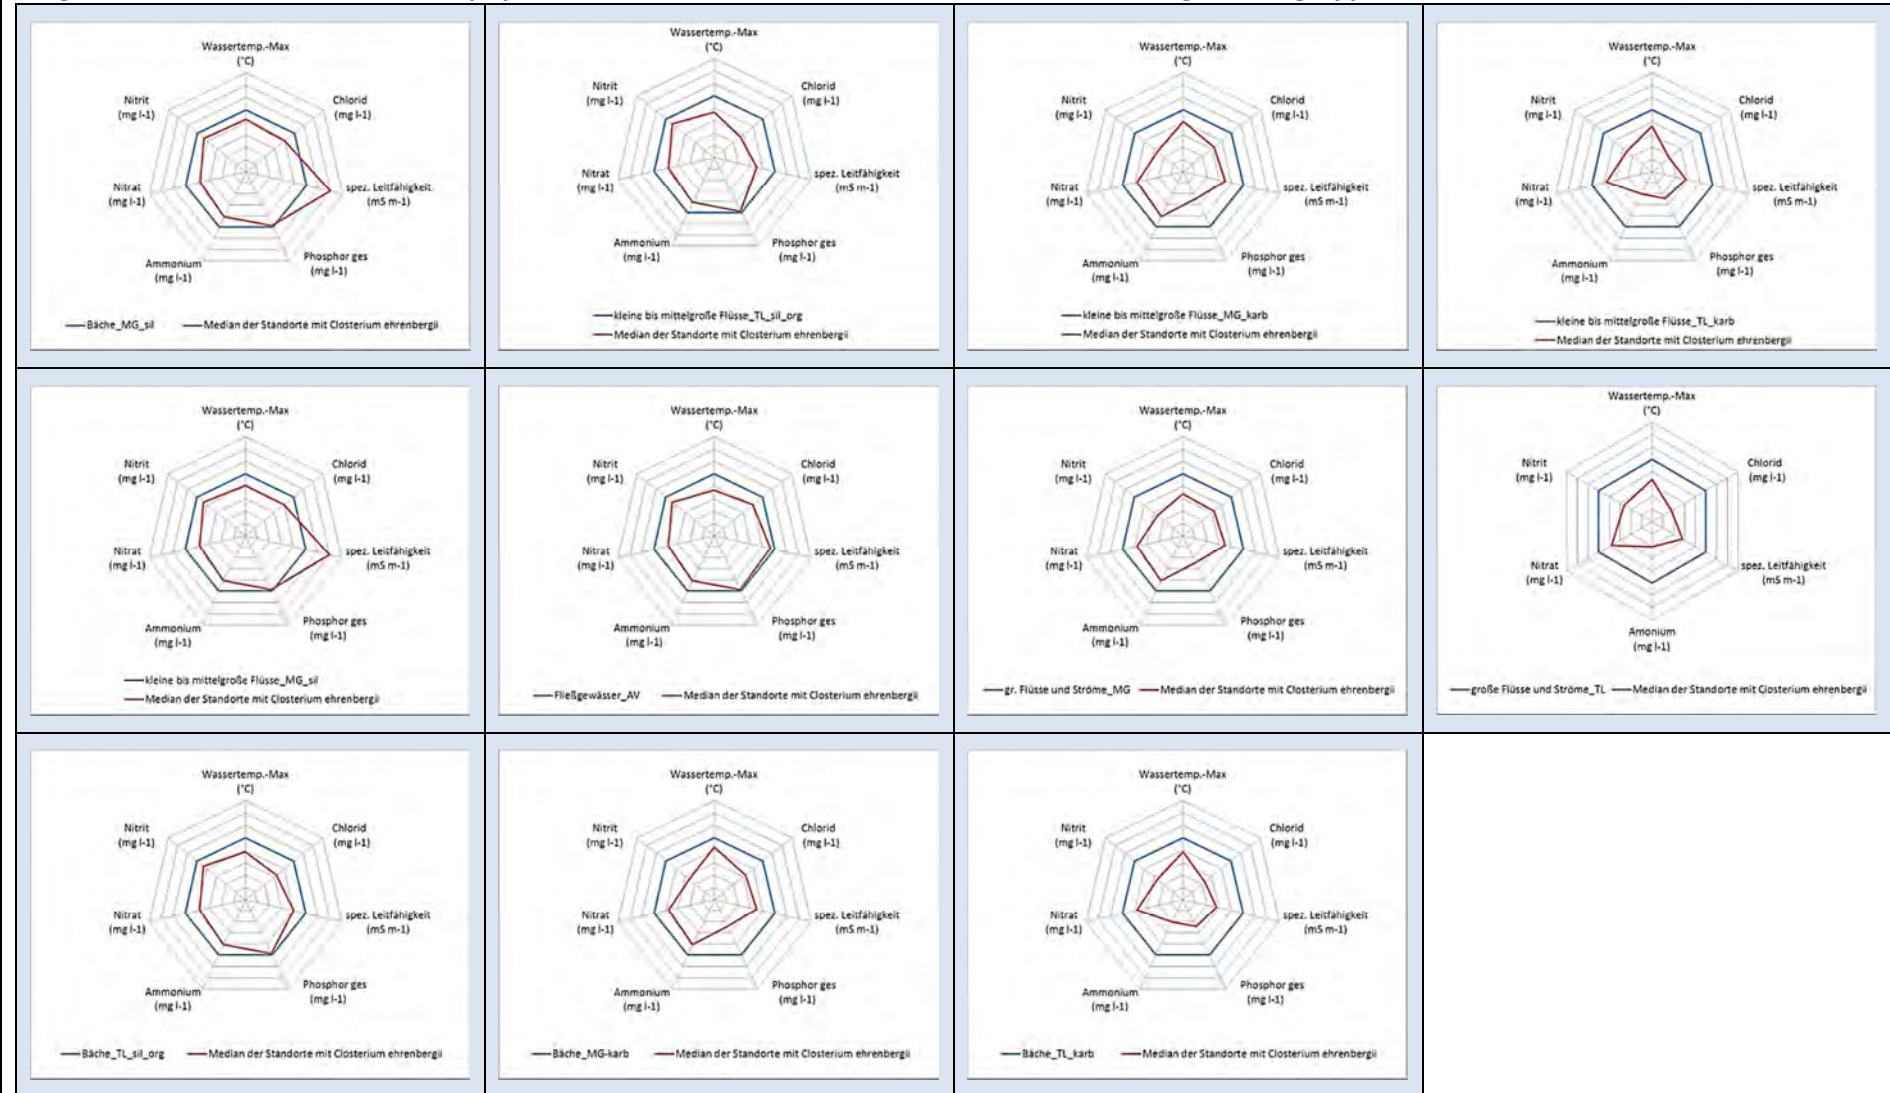 Wassertemp.-Max
(°C)
Nitrit
(mg l-1)
Chlorid
(mg l-1)
Nitrat
(mg l-1)
spez. Leitfähigkeit
(mS m-1)
Ammonium
(mg l-1)
Phosphor ges
(mg l-1)
Bäche_MG_sil
Median der Standorte mit Closterium ehrenbergii
Wassertemp.-Max
(°C)
Nitrit
(mg l-1)
Chlorid
(mg l-1)
Nitrat
(mg l-1)
spez. Leitfähigkeit
(mS m-1)
Ammonium
(mg l-1)
Phosphor ges
(mg l-1)
kleine bis mittelgroße Flüsse_TL_sil_org
Median der Standorte mit Closterium ehrenbergii
Wassertemp.-Max
(°C)
Nitrit
(mg l-1)
Chlorid
(mg l-1)
Nitrat
(mg l-1)
spez. Leitfähigkeit
(mS m-1)
Ammonium
(mg l-1)
Phosphor ges
(mg l-1)
kleine bis mittelgroße Flüsse_MG_karb
Median der Standorte mit Closterium ehrenbergii
Wassertemp.-Max
(°C)
Nitrit
(mg l-1)
Chlorid
(mg l-1)
Nitrat
(mg l-1)
spez. Leitfähigkeit
(mS m-1)
Ammonium
(mg l-1)
Phosphor ges
(mg l-1)
kleine bis mittelgroße Flüsse_TL_karb
Median der Standorte mit Closterium ehrenbergii
Wassertemp.-Max
(°C)
Nitrit
(mg l-1)
Chlorid
(mg l-1)
Nitrat
(mg l-1)
spez. Leitfähigkeit
(mS m-1)
Ammonium
(mg l-1)
Phosphor ges
(mg l-1)
kleine bis mittelgroße Flüsse_MG_sil
Median der Standorte mit Closterium ehrenbergii
Wassertemp.-Max
(°C)
Nitrit
(mg l-1)
Chlorid
(mg l-1)
Nitrat
(mg l-1)
spez. Leitfähigkeit
(mS m-1)
Ammonium
(mg l-1)
Phosphor ges
(mg l-1)
Fließgewässer_AV
Median der Standorte mit Closterium ehrenbergii
Wassertemp.-Max
(°C)
Nitrit
(mg l-1)
Chlorid
(mg l-1)
Nitrat
(mg l-1)
spez. Leitfähigkeit
(mS m-1)
Ammonium
(mg l-1)
Phosphor ges
(mg l-1)
gr. Flüsse und Ströme_MG
Median der Standorte mit Closterium ehrenbergii
Wassertemp.-Max
(°C)
Nitrit
(mg l-1)
Chlorid
(mg l-1)
Nitrat
(mg l-1)
spez. Leitfähigkeit
(mS m-1)
Amonium
(mg l-1)
große Flüsse und Ströme_TL
Median der Standorte mit Closterium ehrenbergii
Wassertemp.-Max
(°C)
Nitrit
(mg l-1)
Chlorid
(mg l-1)
Nitrat
(mg l-1)
spez. Leitfähigkeit
(mS m-1)
Ammonium
(mg l-1)
Phosphor ges
(mg l-1)
Bäche_TL_sil_org
Median der Standorte mit Closterium ehrenbergii
Wassertemp.-Max
(°C)
Nitrit
(mg l-1)
Chlorid
(mg l-1)
Nitrat
(mg l-1)
spez. Leitfähigkeit
(mS m-1)
Ammonium
(mg l-1)
Phosphor ges
(mg l-1)
Bäche_MG-karb
Median der Standorte mit Closterium ehrenbergii
Wassertemp.-Max
(°C)
Nitrit
(mg l-1)
Chlorid
(mg l-1)
Nitrat
(mg l-1)
spez. Leitfähigkeit
(mS m-1)
Ammonium
(mg l-1)
Phosphor ges
(mg l-1)
Bäche_TL_karb
Median der Standorte mit Closterium ehrenbergii